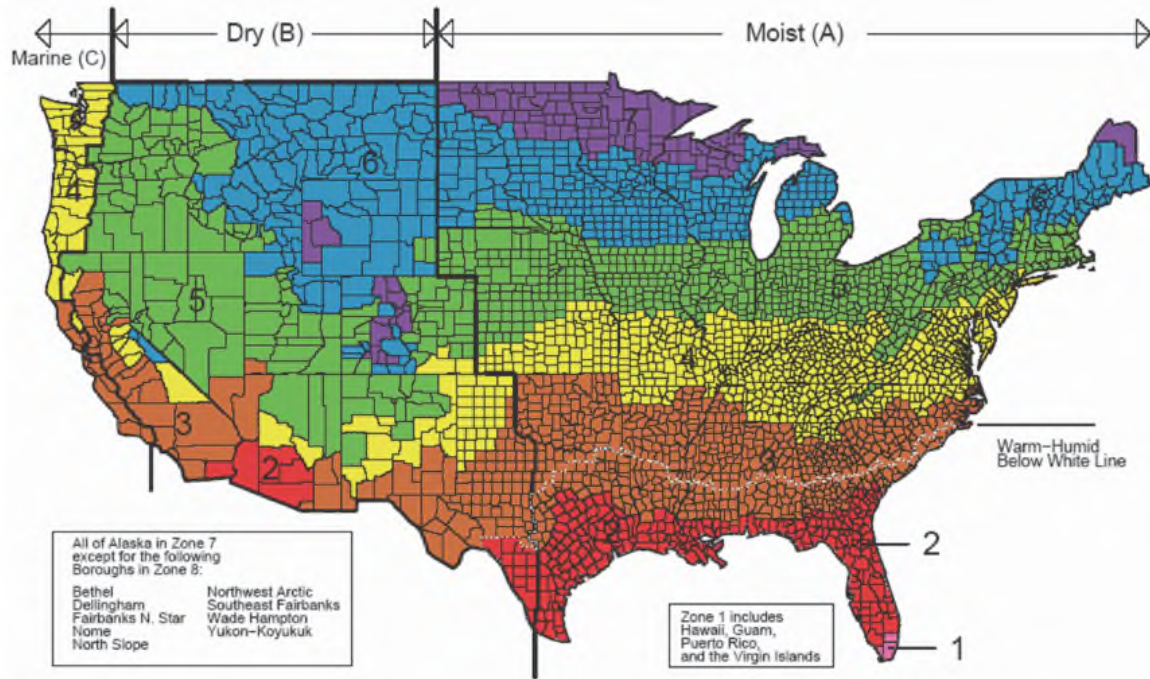 Marine (C)
Dry (B)
Moist (A)
6
6
4
5
5
4
3
3
2
2
Warm-Humid
Below White Line
2
1
All of Alaska in Zone 7
except for the following
Boroughs in Zone 8:
Bethel Northwest Arctic
Dellingham Southeast Fairbanks
Fairbanks N. Star Wade Hampton
Nome Yukon-Koyukuk
North Slope
Zone 1 includes
Hawaii, Guam,
Puerto Rico,
and the Virgin Islands